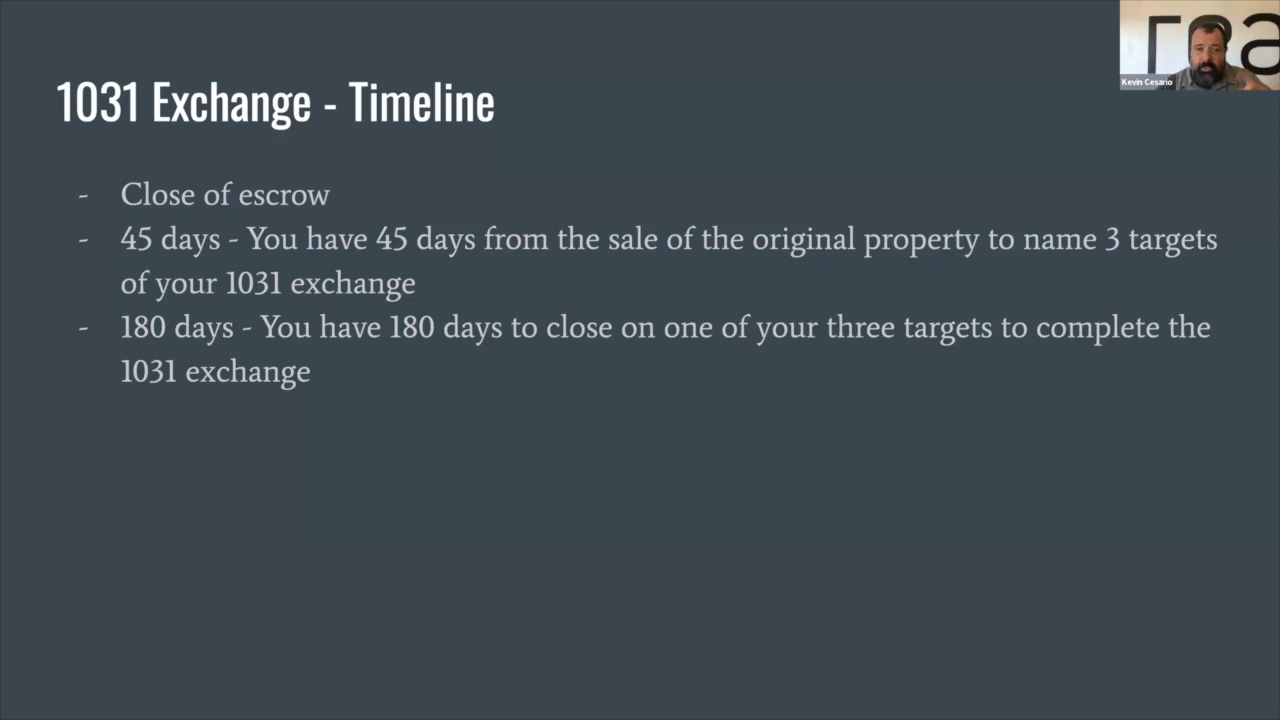 1031 Exchange - Timeline
- Close of escrow
- 45 days - You have 45 days from the sale of the original property to name 3 targets
of your 1031 exchange
- 180 days - You have 180 days to close on one of your three targets to complete the
1031 exchange
Kevin Cesario